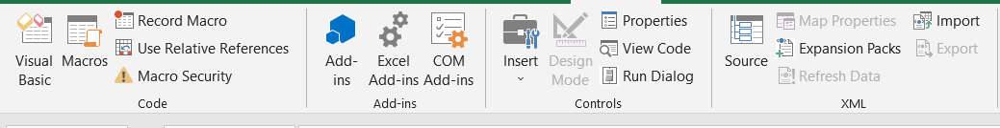 Visual
Basic
Macros
Record Macro
Use Relative References
Macro Security
Code
Add-
ins
Excel
Add-ins
COM
Add-ins
Add-ins
Insert
Design
Mode
Properties
View Code
Run Dialog
Controls
Source
Map Properties
Expansion Packs
Refresh Data
Import
Export
XML